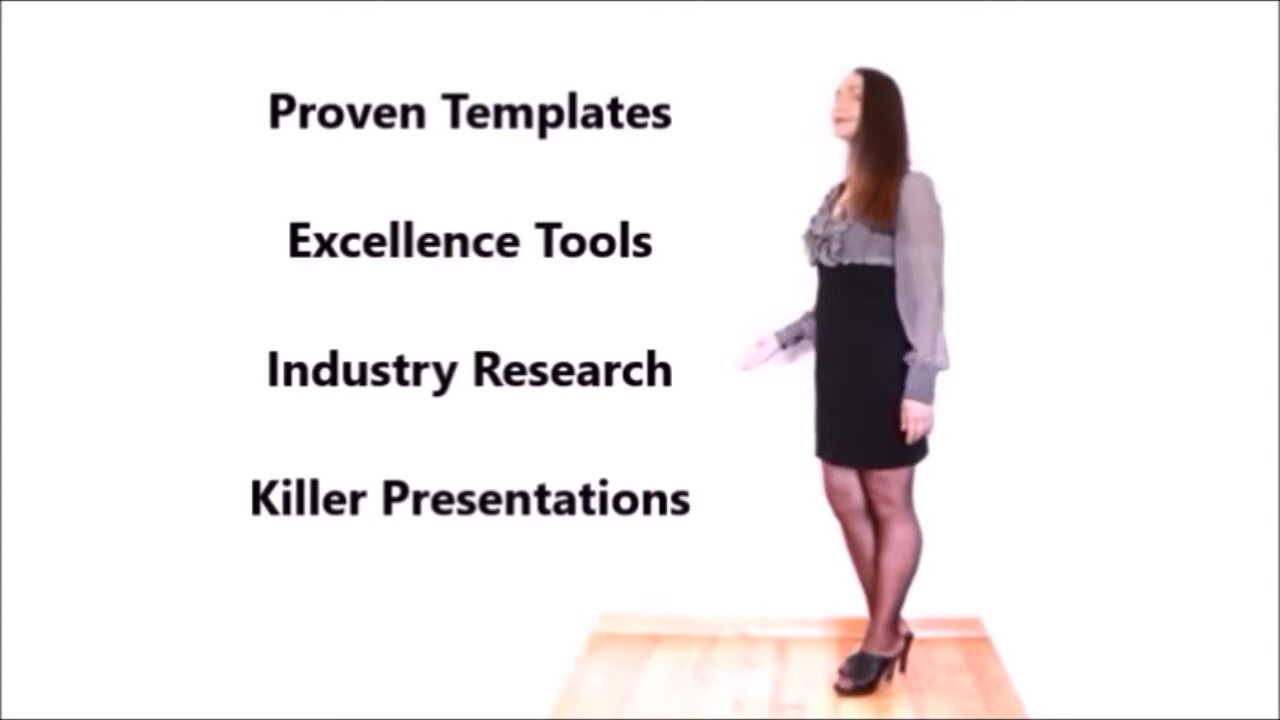 Proven Templates
Excellence Tools
Industry Research
Killer Presentations